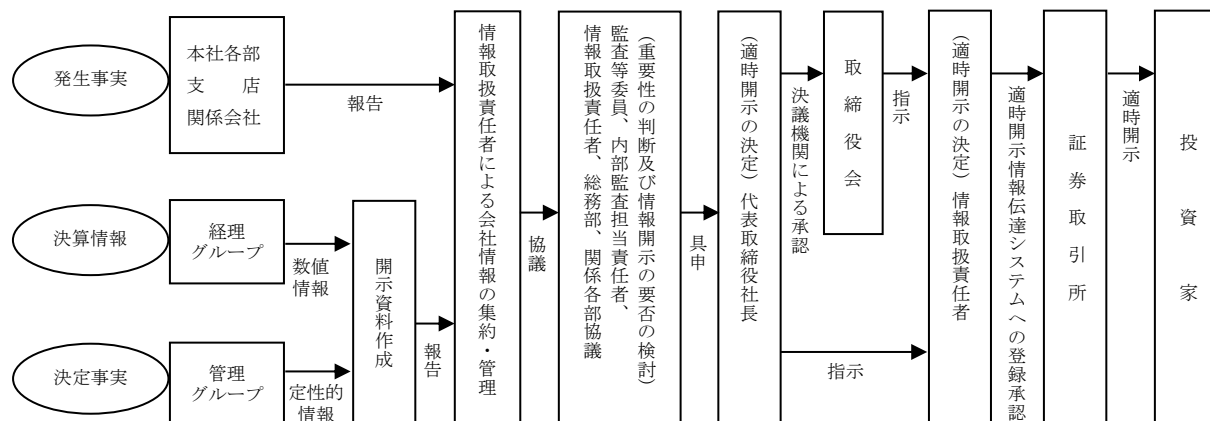 発生事実
本社各部
支店
関係会社
報告
決算情報
経理
グループ
数値
情報
決定事実
管理
グループ
定性的
情報
開示資料作成
報告
情報取扱責任者による会社情報の集約・管理
協議
（重要性の判断及び情報開示の要否の検討）
監査等委員、内部監査担当責任者、
情報取扱責任者、総務部、関係各部協議
具申
（適時開示の決定）代表取締役社長
決議機関による承認
取締役会
指示
指示
（適時開示の決定）情報取扱責任者
適時開示情報伝達システムへの登録承認
証券取引所
適時開示
投資家